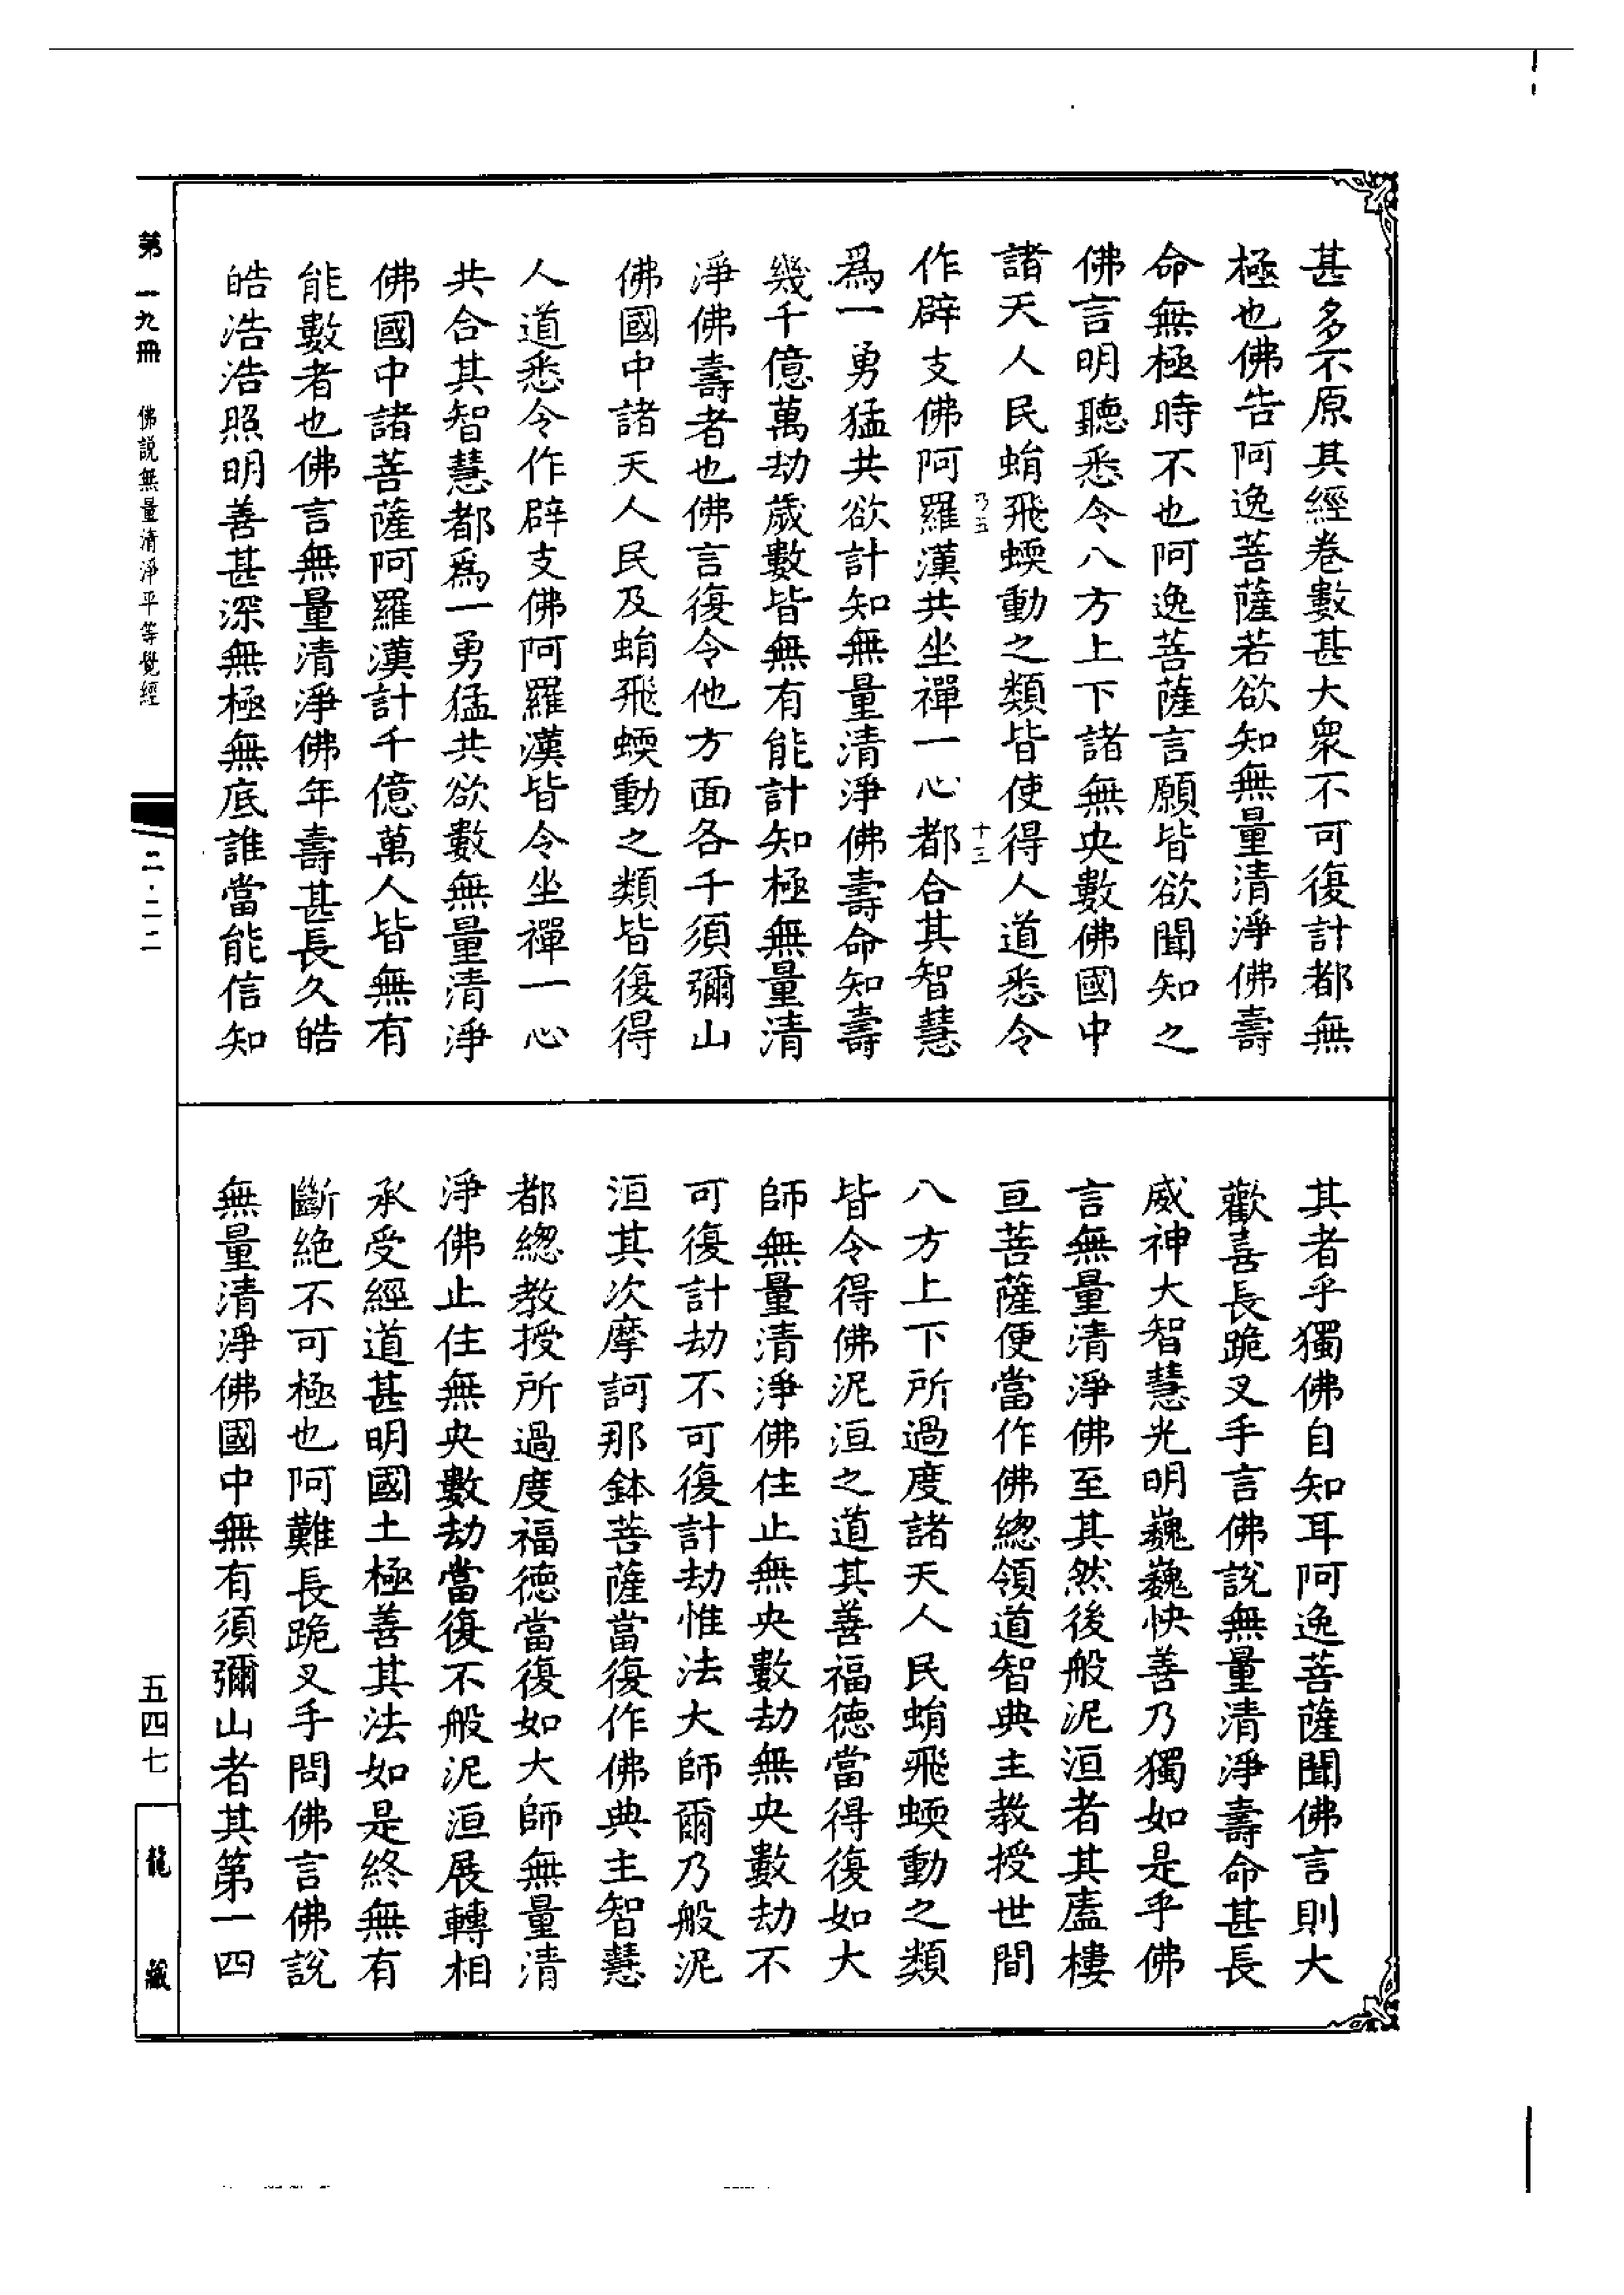 甚多不原其經卷數甚大衆不可復計都無
極也佛告阿逸菩薩若欲知無量清淨佛壽
命無極時不也阿逸菩薩言願皆欲聞知之
佛言明聽悉令八方上下諸無央數佛國中
諸天人民蜎飛蝡動之類皆使得人道悉令
乃五 十三
作辟支佛阿羅漢共坐禪一心都合其智慧
爲一勇猛共欲計知無量清淨佛壽命知壽
幾千億萬劫歲數皆無有能計知極無量清
淨佛壽者也佛言復令他方面各千須彌山
佛國中諸天人民及蜎飛蝡動之類皆復得
人道悉令作辟支佛阿羅漢皆令坐禪一心
共合其智慧都爲一勇猛共欲數無量清淨
佛國中諸菩薩阿羅漢計千億萬人皆無有
能數者也佛言無量清淨佛年壽甚長久皓
皓浩浩照明善甚深無極無底誰當能信知
其者乎獨佛自知耳阿逸菩薩聞佛言則大
歡喜長跪叉手言佛說無量清淨壽命甚長
威神大智慧光明巍巍快善乃獨如是乎佛
言無量清淨佛至其然後般泥洹者其廅樓
亘菩薩便當作佛緫領道智典主教授世間
八方上下所過度諸天人民蜎飛蝡動之類
皆令得佛泥洹之道其善福德當得復如大
師無量清淨佛住止無央數劫無央數劫不
可復計劫不可復計劫惟法大師爾乃般泥
洹其次摩訶那鉢菩薩當復作佛典主智慧
都緫教授所過度福德當復如大師無量清
淨佛止住無央數劫當復不般泥洹展轉相
承受經道甚明國土極善其法如是終無有
斷絶不可極也阿難長跪叉手問佛言佛說
無量清淨佛國中無有須彌山者其第一四
第一九冊 佛說無量清淨平等覺經
二·二二
五四七
龍藏